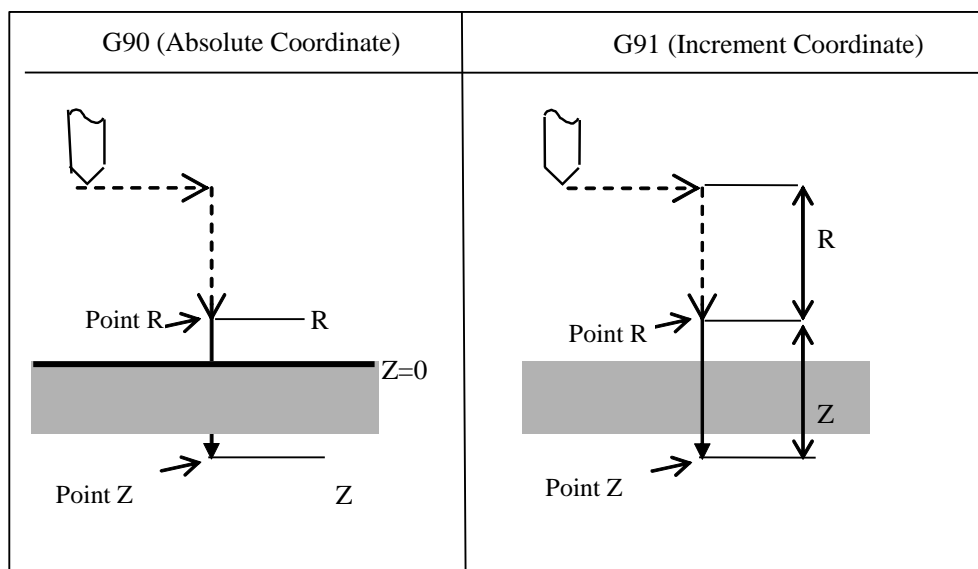 G90 (Absolute Coordinate)
G91 (Increment Coordinate)
Point R
R
Z=0
Point Z
Z
R
Point R
Z
Point Z